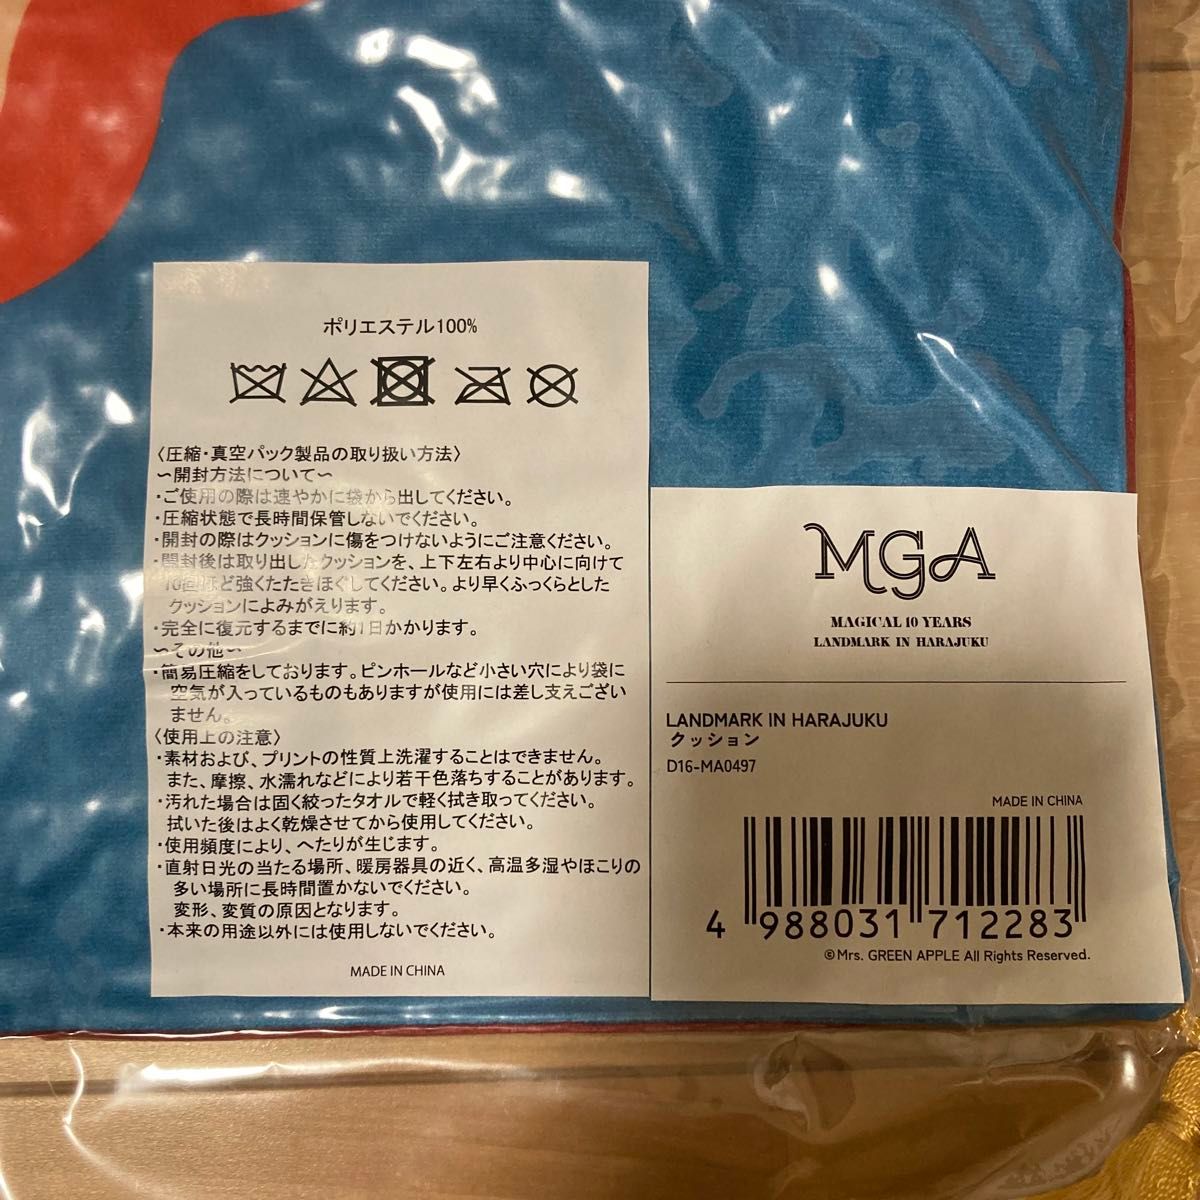 ポリエステル100%
〈圧縮・真空パック製品の取り扱い方法〉
〜開封方法について〜
・ご使用の際は速やかに袋から出してください。
・圧縮状態で長時間保管しないでください。
・開封の際はクッションに傷をつけないようにご注意ください。
・開封後は取り出したクッションを、上下左右より中心に向けて
10回ほど強くたたきほぐしてください。より早くふっくらとした
クッションによみがえります。
・完全に復元するまでに約1日かかります。
〜その他〜
・簡易圧縮をしております。ピンホールなど小さい穴により袋に
空気が入っているものもありますが使用には差し支えござい
ません。
〈使用上の注意〉
・素材および、プリントの性質上洗濯することはできません。
また、摩擦、水濡れなどにより若干色落ちすることがあります。
・汚れた場合は固く絞ったタオルで軽く拭き取ってください。
拭いた後はよく乾燥させてから使用してください。
・使用頻度により、へたりが生じます。
・直射日光の当たる場所、暖房器具の近く、高温多湿やほこりの
多い場所に長時間置かないでください。
変形、変質の原因となります。
・本来の用途以外には使用しないでください。
MADE IN CHINA
MGA
MAGICAL 10 YEARS
LANDMARK IN HARAJUKU
LANDMARK IN HARAJUKU
クッション
D16-MA0497
MADE IN CHINA
4 988031 712283
©Mrs. GREEN APPLE All Rights Reserved.